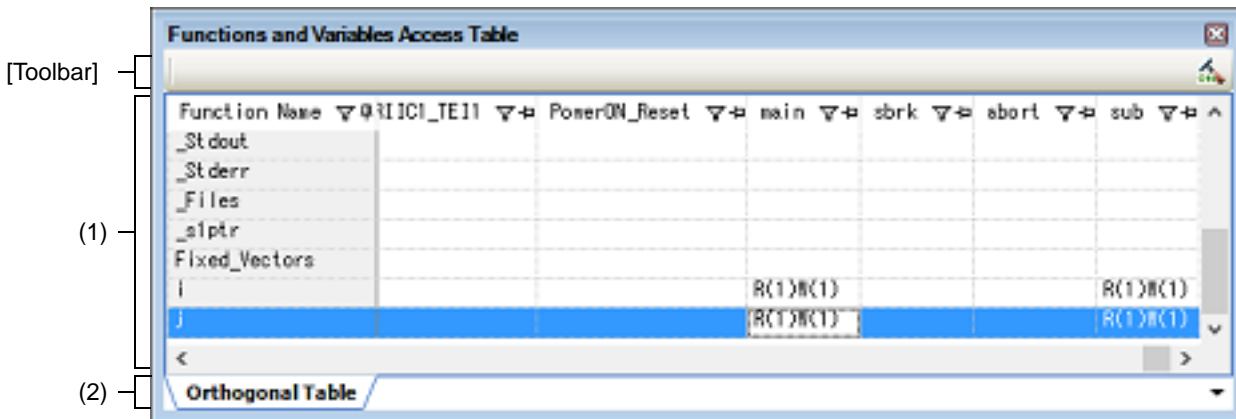 Functions and Variables Access Table
[Toolbar]
Function Name PowerON_Reset main sbrk abort sub
_Stdout
_Stderr
_Files
(1)
_s1ptr
Fixed_Vectors
i R(1)W(1) R(1)W(1)
j R(1)W(1) R(1)W(1)
(2)
Orthogonal Table